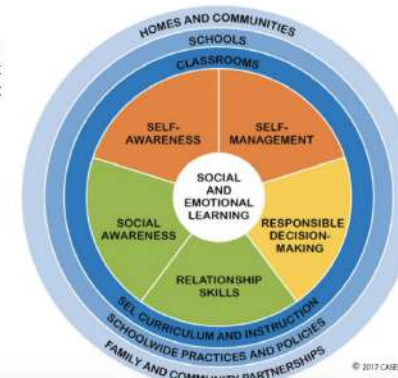 HOMES AND COMMUNITIES
SCHOOLS
CLASSROOMS
SELF-
AWARENESS
SELF-
MANAGEMENT
SOCIAL
AND
EMOTIONAL
LEARNING
SOCIAL
AWARENESS
RESPONSIBLE
DECISION-
MAKING
RELATIONSHIP
SKILLS
SEL CURRICULUM AND INSTRUCTION
SCHOOLWIDE PRACTICES AND POLICIES
FAMILY AND COMMUNITY PARTNERSHIPS
© 2017 CASE